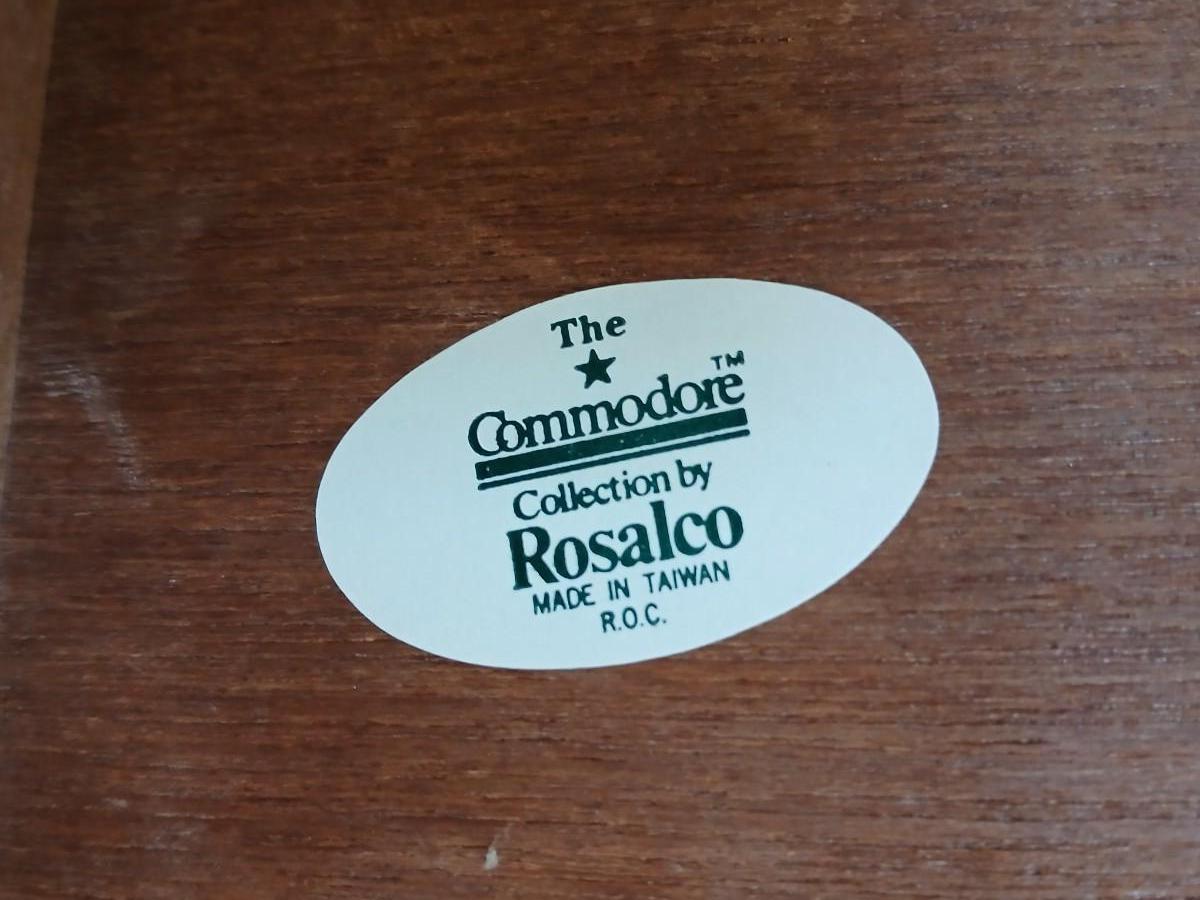 The
Commodore™
Collection by
Rosalco
MADE IN TAIWAN
R.O.C.